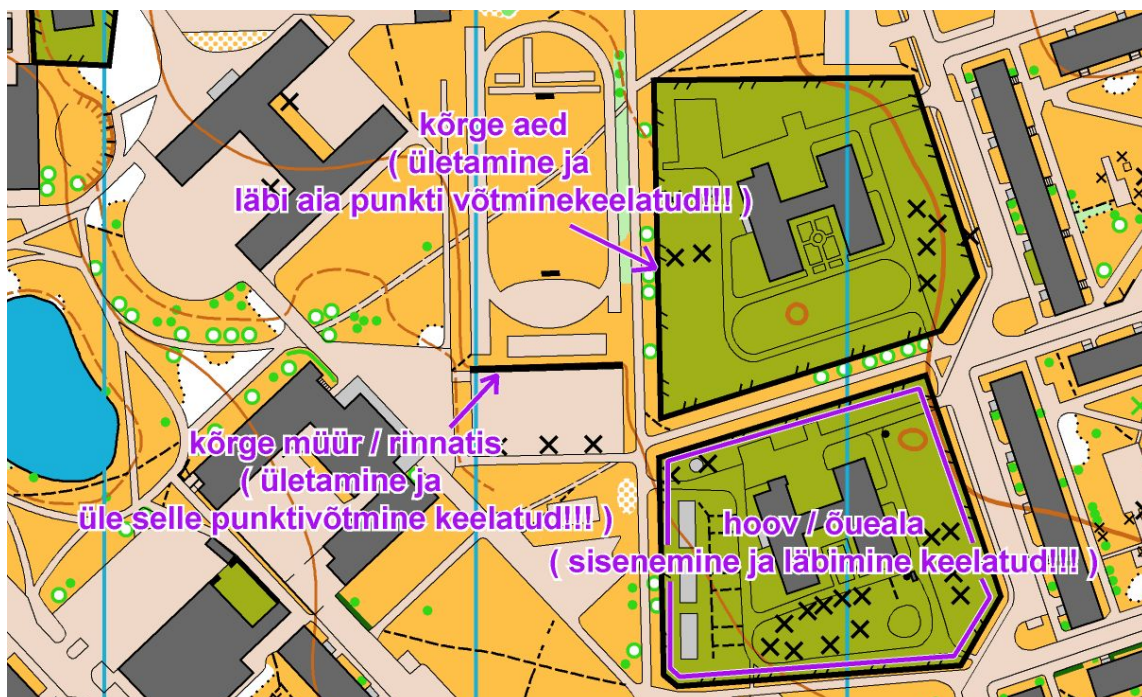 kõrge aed
( ületamine ja
läbi aia punkti võtminekeelatud!!! )
kõrge müür / rinnatis
( ületamine ja
üle selle punktivõtmine keelatud!!! )
hoov / õueala
( sisenemine ja läbimine keelatud!!! )